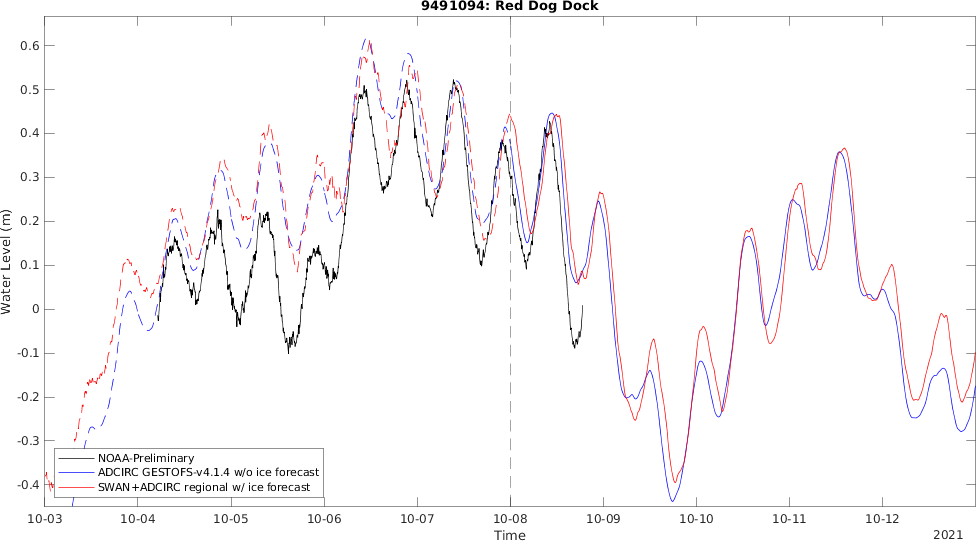 9491094: Red Dog Dock
Water Level (m)
0.6
0.5
0.4
0.3
0.2
0.1
0
-0.1
-0.2
-0.3
-0.4
NOAA-Preliminary
ADCIRC GESTOFS-v4.1.4 w/o ice forecast
SWAN+ADCIRC regional w/ ice forecast
10-03 10-04 10-05 10-06 10-07 10-08 10-09 10-10 10-11 10-12
Time
2021